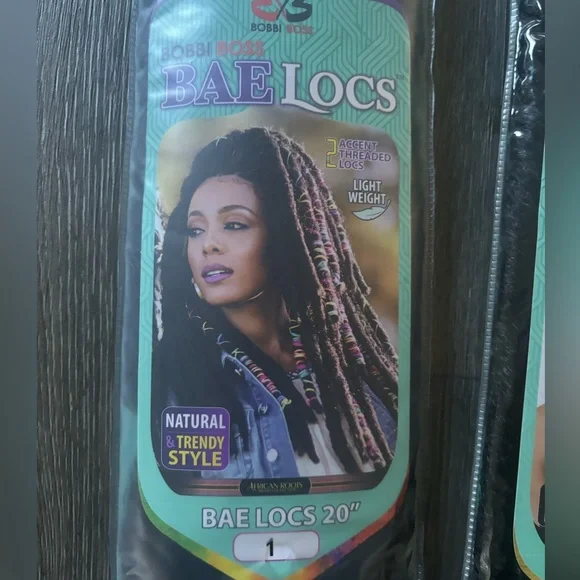 BOBBI BOSS
BOBBI BOSS
BAE LOCS
2 ACCENT
THREADED
LOCS
LIGHT
WEIGHT
NATURAL
& TRENDY
STYLE
AFRICAN ROOTS
BAE LOCS 20"
1